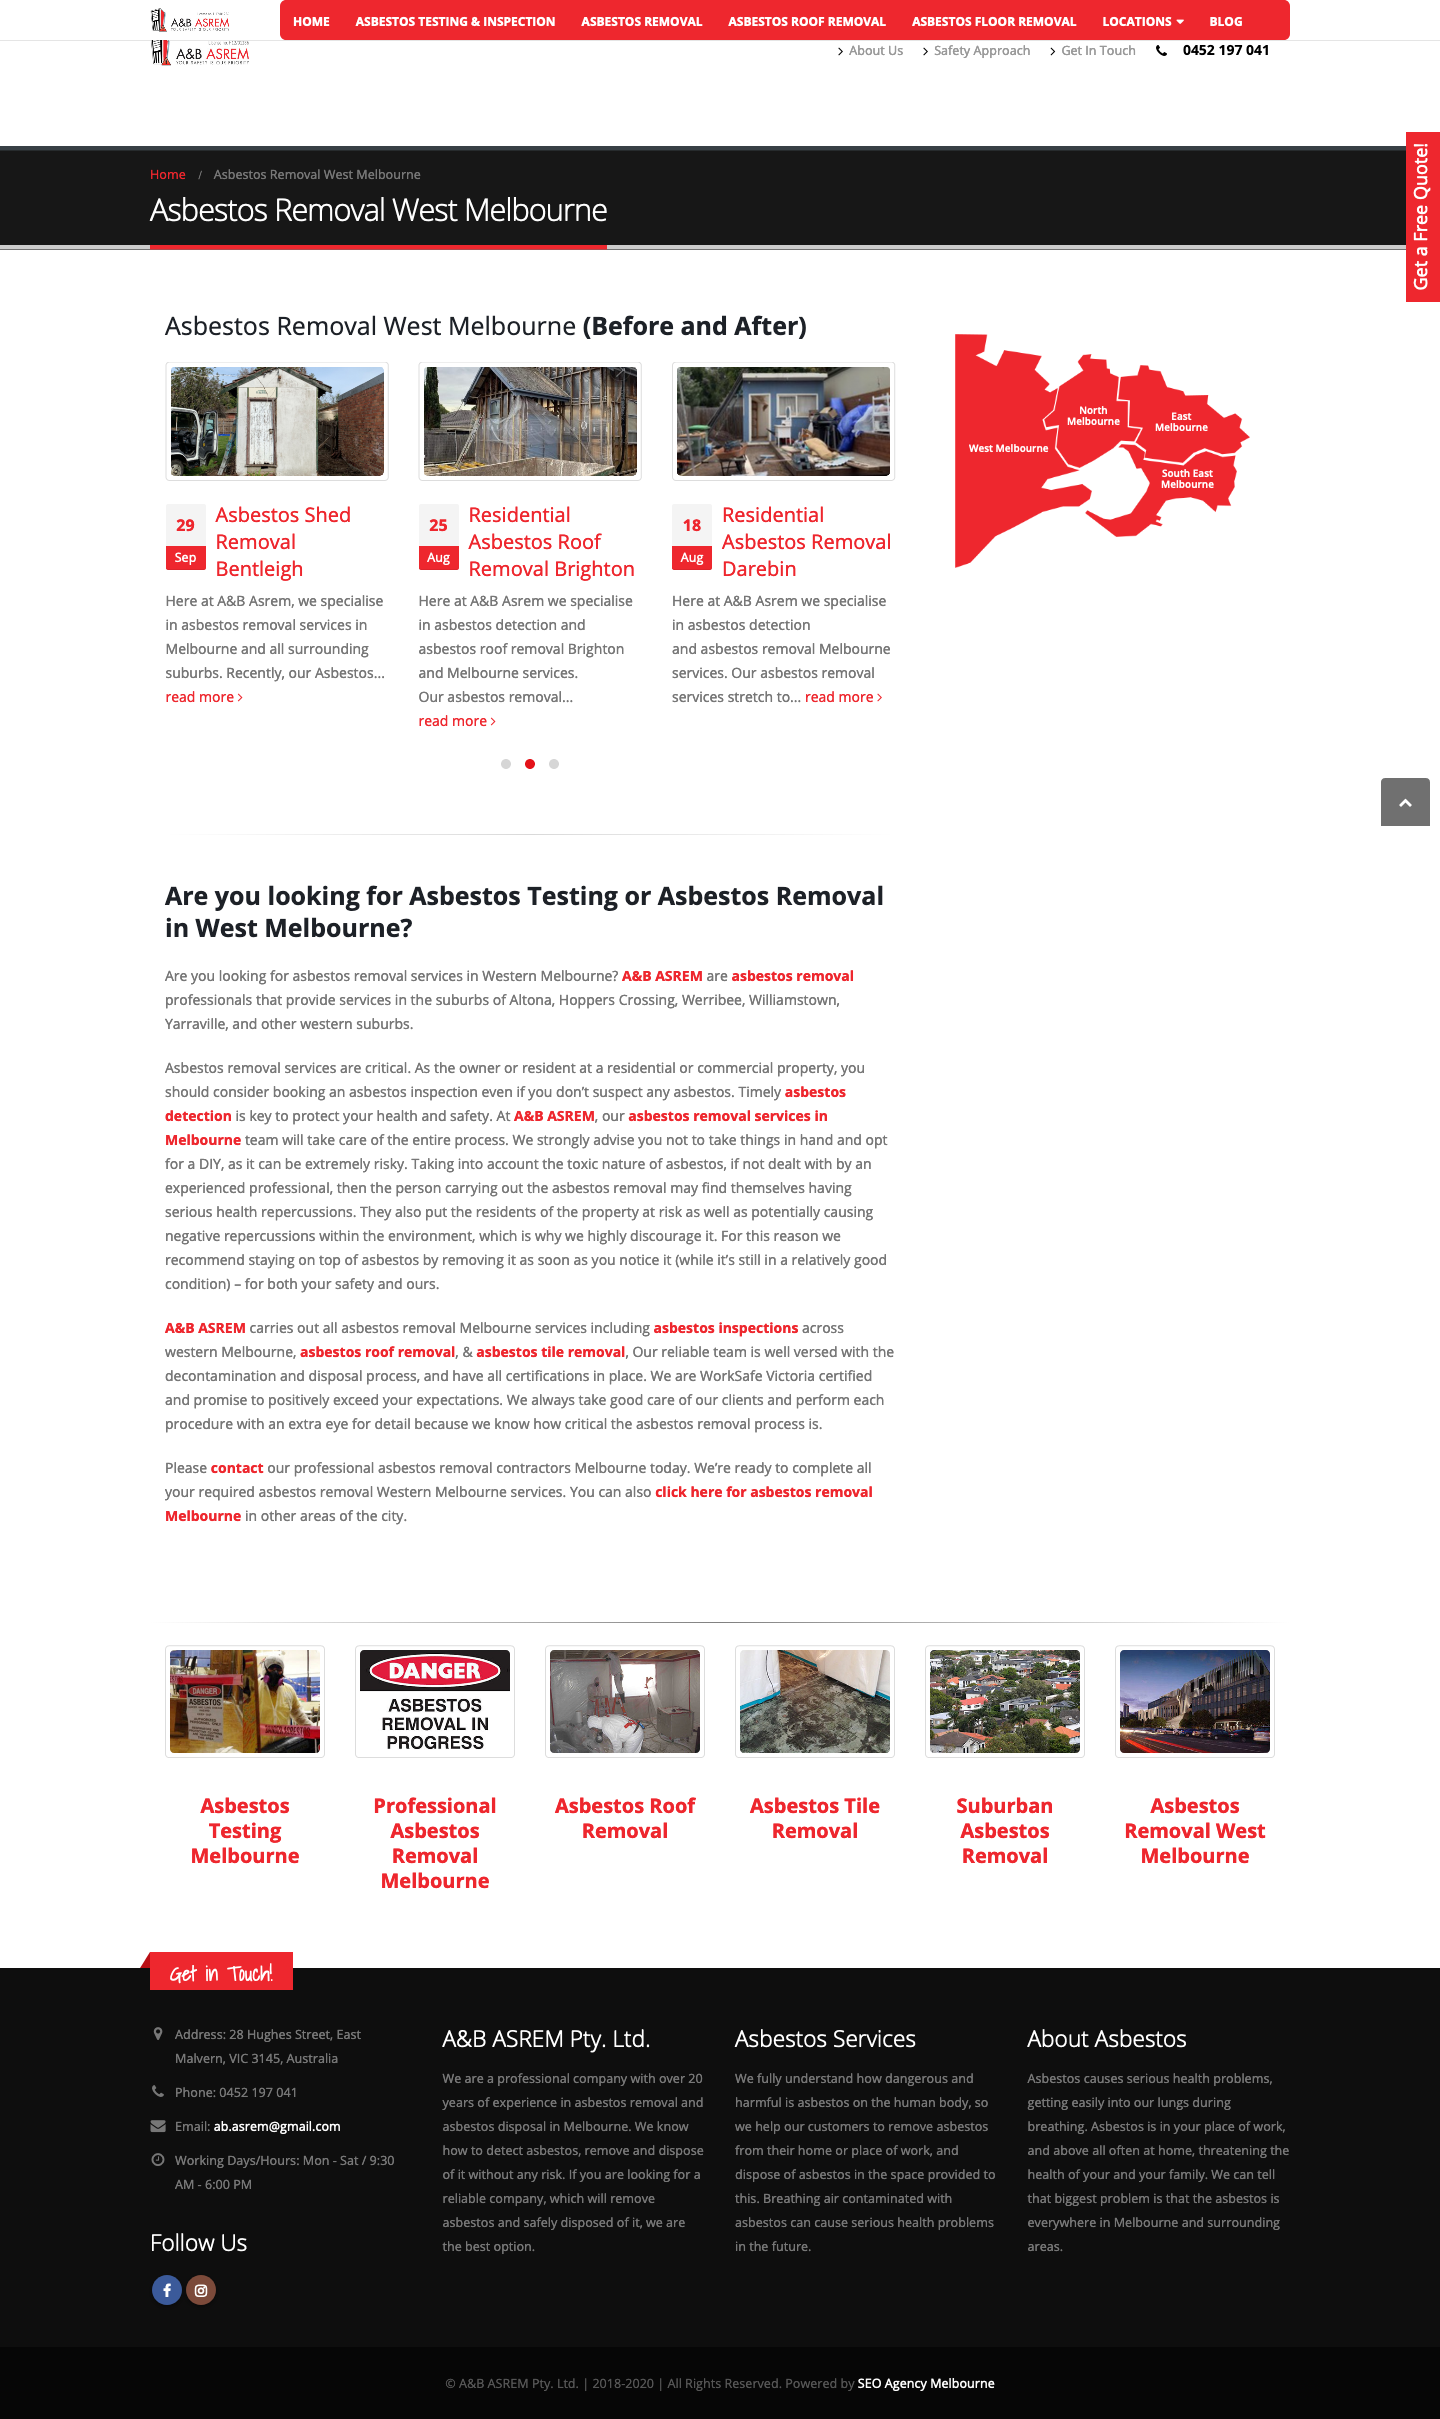 A&B ASREM
HOME
ASBESTOS TESTING & INSPECTION
ASBESTOS REMOVAL
ASBESTOS ROOF REMOVAL
ASBESTOS FLOOR REMOVAL
LOCATIONS
BLOG
A&B ASREM
About Us
Safety Approach
Get In Touch
0452 197 041
Home / Asbestos Removal West Melbourne
Asbestos Removal West Melbourne
Get a Free Quote!
Asbestos Removal West Melbourne (Before and After)
North
Melbourne
East
Melbourne
West Melbourne
South East
Melbourne
29
Sep
Asbestos Shed
Removal
Bentleigh
Here at A&B Asrem, we specialise
in asbestos removal services in
Melbourne and all surrounding
suburbs. Recently, our Asbestos...
read more
25
Aug
Residential
Asbestos Roof
Removal Brighton
Here at A&B Asrem we specialise
in asbestos detection and
asbestos roof removal Brighton
and Melbourne services.
Our asbestos removal...
read more
18
Aug
Residential
Asbestos Removal
Darebin
Here at A&B Asrem we specialise
in asbestos detection
and asbestos removal Melbourne
services. Our asbestos removal
services stretch to... read more
Are you looking for Asbestos Testing or Asbestos Removal
in West Melbourne?
Are you looking for asbestos removal services in Western Melbourne? A&B ASREM are asbestos removal
professionals that provide services in the suburbs of Altona, Hoppers Crossing, Werribee, Williamstown,
Yarraville, and other western suburbs.
Asbestos removal services are critical. As the owner or resident at a residential or commercial property, you
should consider booking an asbestos inspection even if you don’t suspect any asbestos. Timely asbestos
detection is key to protect your health and safety. At A&B ASREM, our asbestos removal services in
Melbourne team will take care of the entire process. We strongly advise you not to take things in hand and opt
for a DIY, as it can be extremely risky. Taking into account the toxic nature of asbestos, if not dealt with by an
experienced professional, then the person carrying out the asbestos removal may find themselves having
serious health repercussions. They also put the residents of the property at risk as well as potentially causing
negative repercussions within the environment, which is why we highly discourage it. For this reason we
recommend staying on top of asbestos by removing it as soon as you notice it (while it’s still in a relatively good
condition) – for both your safety and ours.
A&B ASREM carries out all asbestos removal Melbourne services including asbestos inspections across
western Melbourne, asbestos roof removal, & asbestos tile removal, Our reliable team is well versed with the
decontamination and disposal process, and have all certifications in place. We are WorkSafe Victoria certified
and promise to positively exceed your expectations. We always take good care of our clients and perform each
procedure with an extra eye for detail because we know how critical the asbestos removal process is.
Please contact our professional asbestos removal contractors Melbourne today. We’re ready to complete all
your required asbestos removal Western Melbourne services. You can also click here for asbestos removal
Melbourne in other areas of the city.
DANGER
ASBESTOS
DANGER
ASBESTOS
REMOVAL IN
PROGRESS
Asbestos
Testing
Melbourne
Professional
Asbestos
Removal
Melbourne
Asbestos Roof
Removal
Asbestos Tile
Removal
Suburban
Asbestos
Removal
Asbestos
Removal West
Melbourne
Get in Touch!
Address: 28 Hughes Street, East
Malvern, VIC 3145, Australia
Phone: 0452 197 041
Email: ab.asrem@gmail.com
Working Days/Hours: Mon - Sat / 9:30
AM - 6:00 PM
Follow Us
A&B ASREM Pty. Ltd.
We are a professional company with over 20
years of experience in asbestos removal and
asbestos disposal in Melbourne. We know
how to detect asbestos, remove and dispose
of it without any risk. If you are looking for a
reliable company, which will remove
asbestos and safely disposed of it, we are
the best option.
Asbestos Services
We fully understand how dangerous and
harmful is asbestos on the human body, so
we help our customers to remove asbestos
from their home or place of work, and
dispose of asbestos in the space provided to
this. Breathing air contaminated with
asbestos can cause serious health problems
in the future.
About Asbestos
Asbestos causes serious health problems,
getting easily into our lungs during
breathing. Asbestos is in your place of work,
and above all often at home, threatening the
health of your and your family. We can tell
that biggest problem is that the asbestos is
everywhere in Melbourne and surrounding
areas.
© A&B ASREM Pty. Ltd. | 2018-2020 | All Rights Reserved. Powered by SEO Agency Melbourne